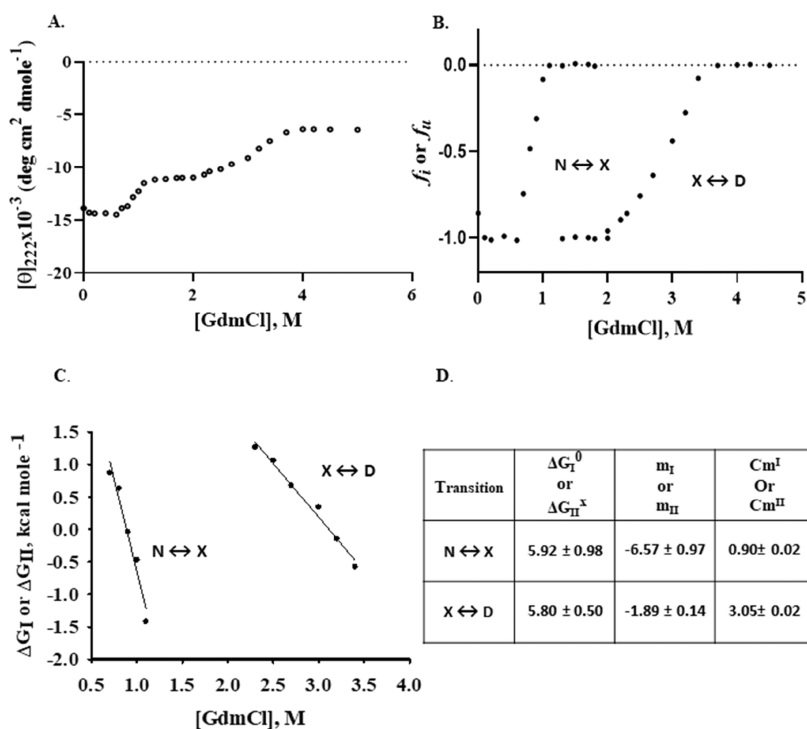 A.
[θ]222x10-3 (deg cm2 dmole-1)
0
-5
-10
-15
-20
0
2
4
6
[GdmCl], M
B.
fi or fu
0.0
-0.5
-1.0
N ↔ X
X ↔ D
0
1
2
3
4
5
[GdmCl], M
C.
ΔGI or ΔGII, kcal mole -1
1.5
1.0
0.5
0.0
-0.5
-1.0
-1.5
-2.0
N ↔ X
X ↔ D
0.5
1.0
1.5
2.0
2.5
3.0
3.5
4.0
[GdmCl], M
D.
Transition
ΔGI0
or
ΔGIIx
mI
or
mII
CmI
Or
CmII
N ↔ X
5.92 ± 0.98
-6.57 ± 0.97
0.90± 0.02
X ↔ D
5.80 ± 0.50
-1.89 ± 0.14
3.05± 0.02